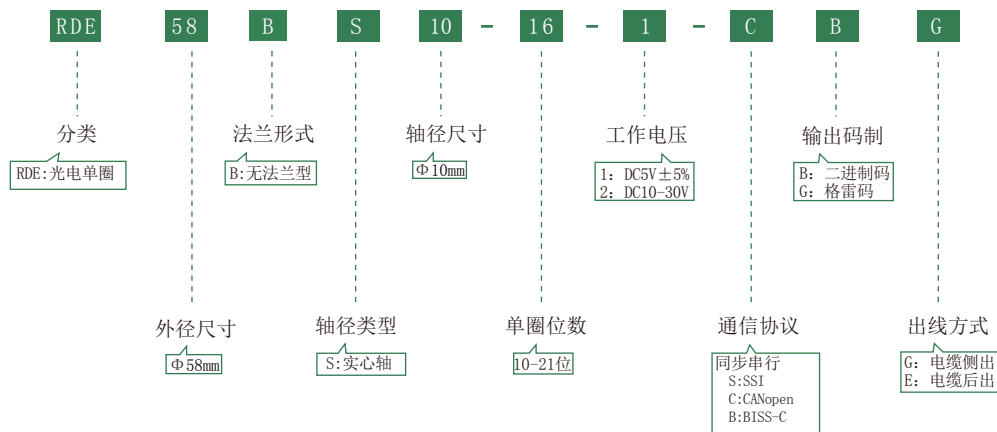 RDE 58 B S 10 - 16 - 1 - C B G
分类
RDE:光电单圈
法兰形式
B:无法兰型
轴径尺寸
Φ10mm
工作电压
1: DC5V±5%
2: DC10-30V
输出码制
B: 二进制码
G: 格雷码
外径尺寸
Φ58mm
轴径类型
S:实心轴
单圈位数
10-21位
通信协议
同步串行
S:SSI
C:CANopen
B:BISS-C
出线方式
G: 电缆侧出
E: 电缆后出